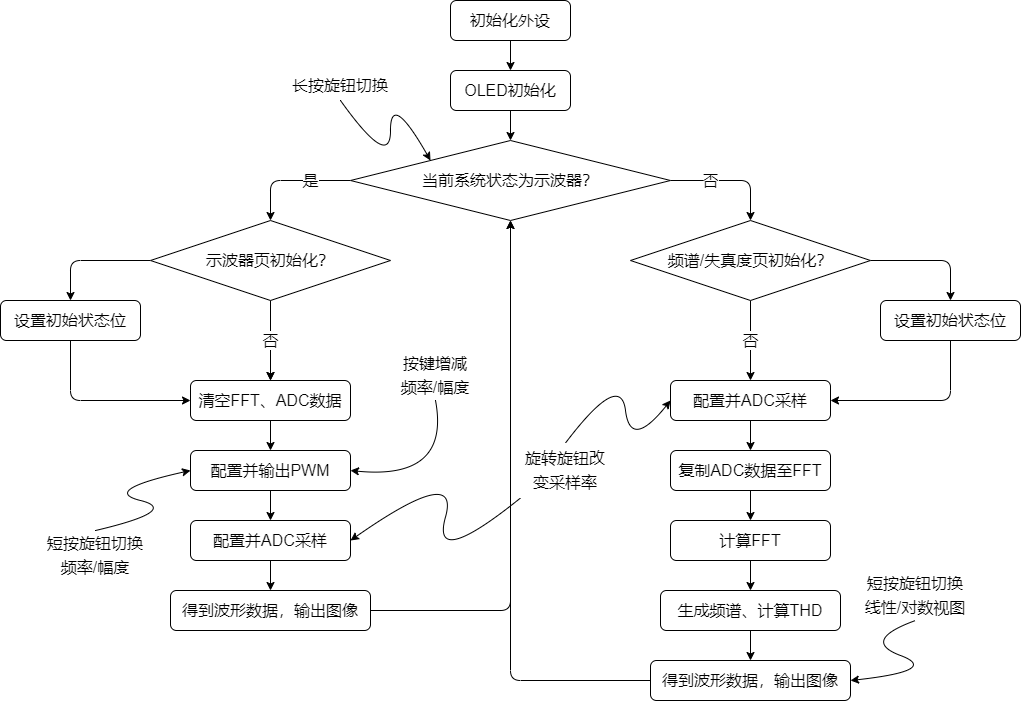 初始化外设
OLED初始化
长按旋钮切换
当前系统状态为示波器?
是
否
示波器页初始化?
频谱/失真度页初始化?
设置初始状态位
设置初始状态位
否
否
按键增减
频率/幅度
清空FFT、ADC数据
配置并ADC采样
旋转旋钮改
变采样率
配置并输出PWM
复制ADC数据至FFT
短按旋钮切换
频率/幅度
配置并ADC采样
计算FFT
短按旋钮切换
线性/对数视图
得到波形数据，输出图像
生成频谱、计算THD
得到波形数据，输出图像